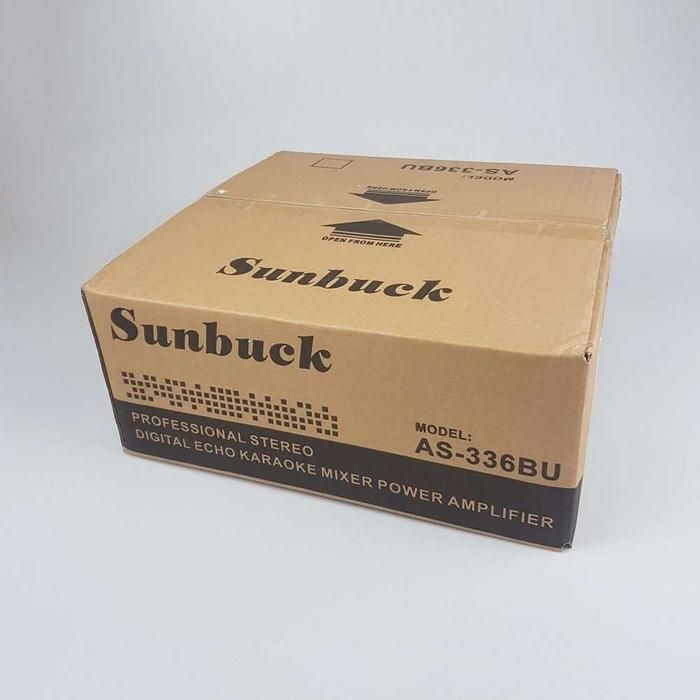 MODEL:
AS-336BU
OPEN FROM HERE
OPEN FROM HERE
Sunbuck
Sunbuck
PROFESSIONAL STEREO
DIGITAL ECHO KARAOKE MIXER POWER AMPLIFIER
MODEL:
AS-336BU